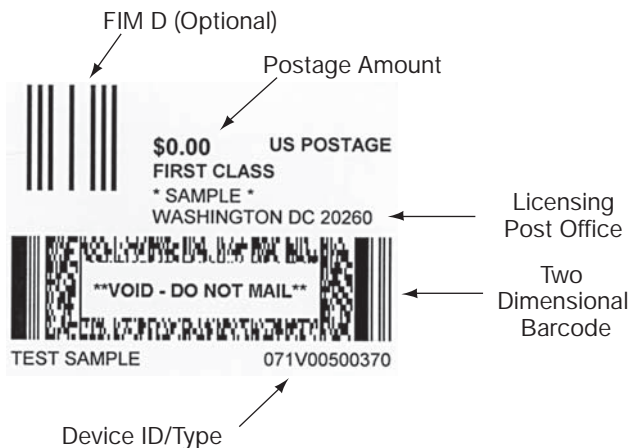 FIM D (Optional)
Postage Amount
$0.00 US POSTAGE
FIRST CLASS
* SAMPLE *
WASHINGTON DC 20260
Licensing
Post Office
**VOID - DO NOT MAIL**
Two
Dimensional
Barcode
TEST SAMPLE 071V00500370
Device ID/Type